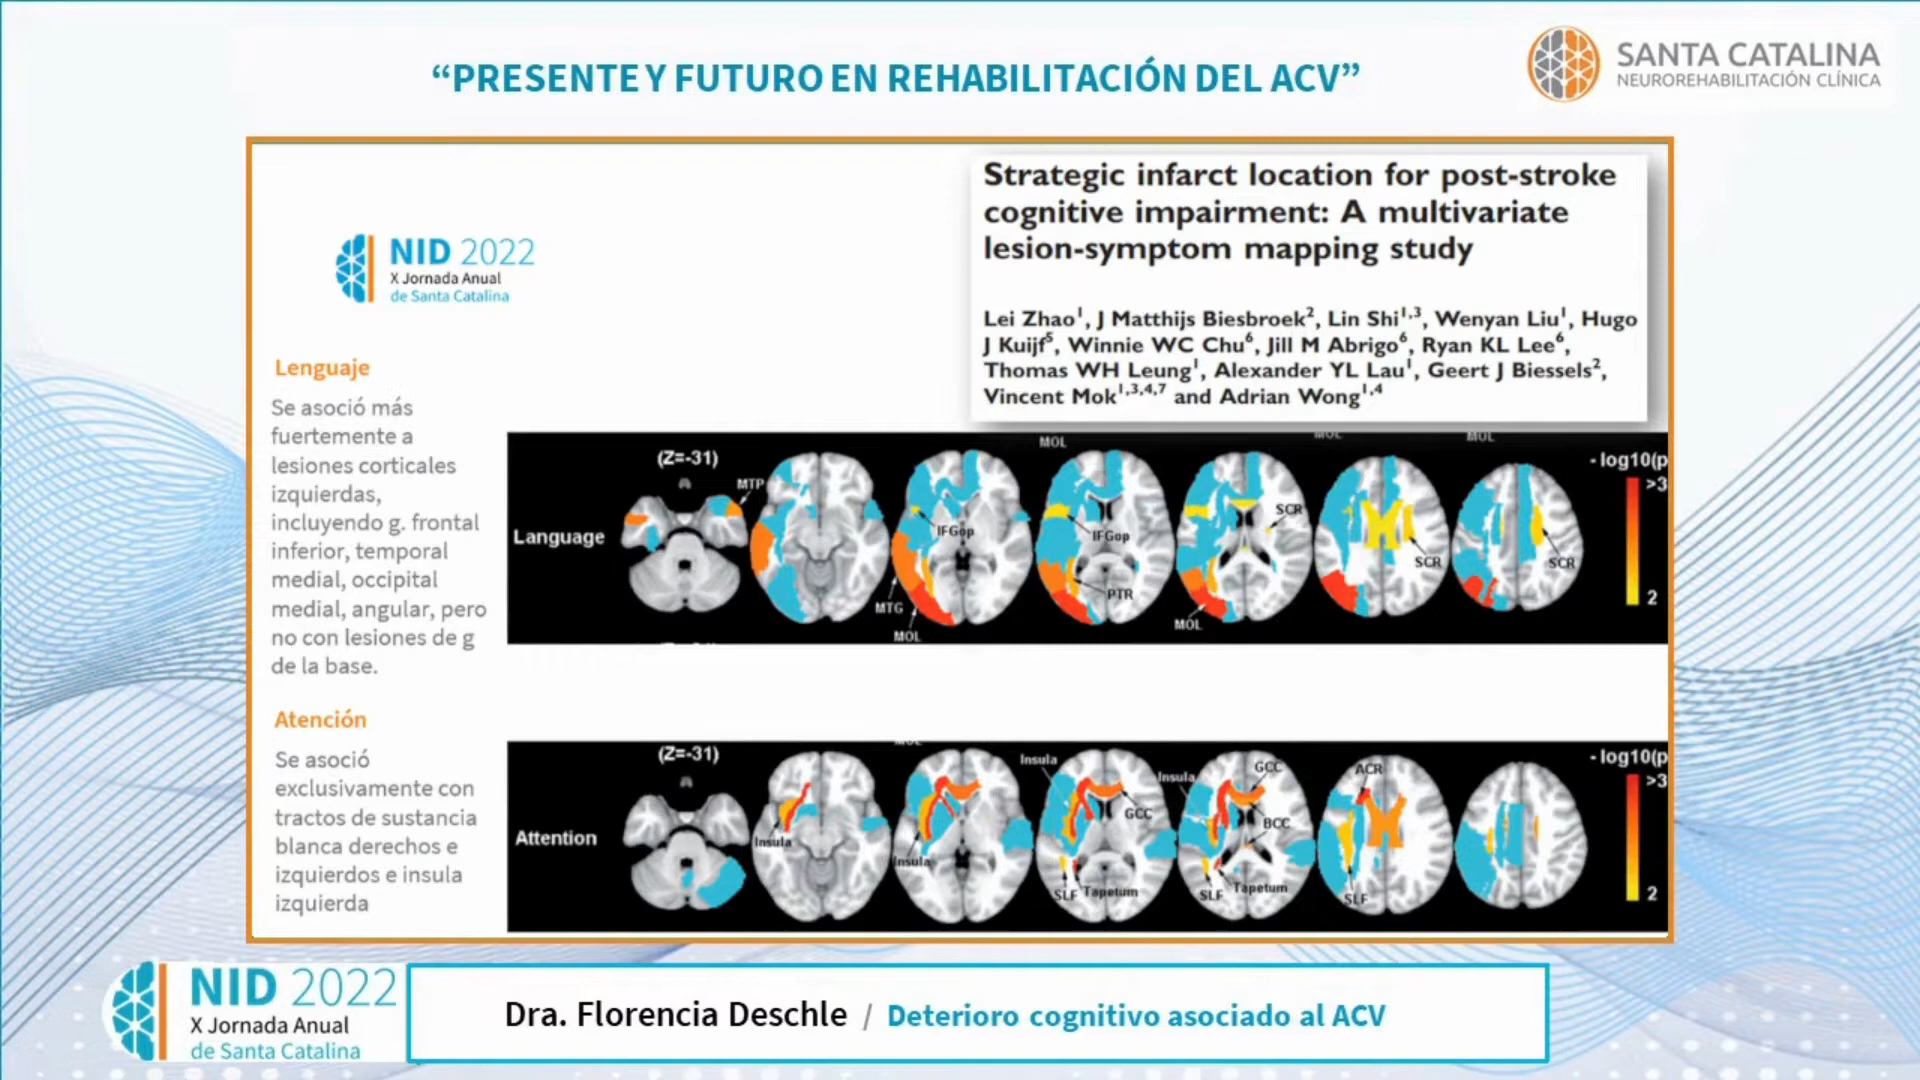 “PRESENTE Y FUTURO EN REHABILITACIÓN DEL ACV”
SANTA CATALINA
NEUROREHABILITACIÓN CLÍNICA
Strategic infarct location for post-stroke
cognitive impairment: A multivariate
lesion-symptom mapping study
Lei Zhao1, J Matthijs Biesbroek2, Lin Shi1,3, Wenyan Liu1, Hugo
J Kuijf5, Winnie WC Chu6, Jill M Abrigo6, Ryan KL Lee6,
Thomas WH Leung1, Alexander YL Lau1, Geert J Biessels2,
Vincent Mok1,3,4,7 and Adrian Wong1,4
NID 2022
X Jornada Anual
de Santa Catalina
Lenguaje
Se asoció más
fuertemente a
lesiones corticales
izquierdas,
incluyendo g. frontal
inferior, temporal
medial, occipital
medial, angular, pero
no con lesiones de g
de la base.
MOL MOL MOL
(Z=-31)
- log10(p
>3
MTP
SCR
Language
IFGop
IFGop
SCR
SCR
PTR
2
MTG
MOL
MOL
Atención
Se asoció
exclusivamente con
tractos de sustancia
blanca derechos e
izquierdos e insula
izquierda
MOL
(Z=-31)
- log10(p
>3
Insula
Insula
GCC
ACR
GCC
BCC
Attention
Insula
Insula
SLF Tapetum
SLF Tapetum
SLF
2
NID 2022
X Jornada Anual
de Santa Catalina
Dra. Florencia Deschle / Deterioro cognitivo asociado al ACV